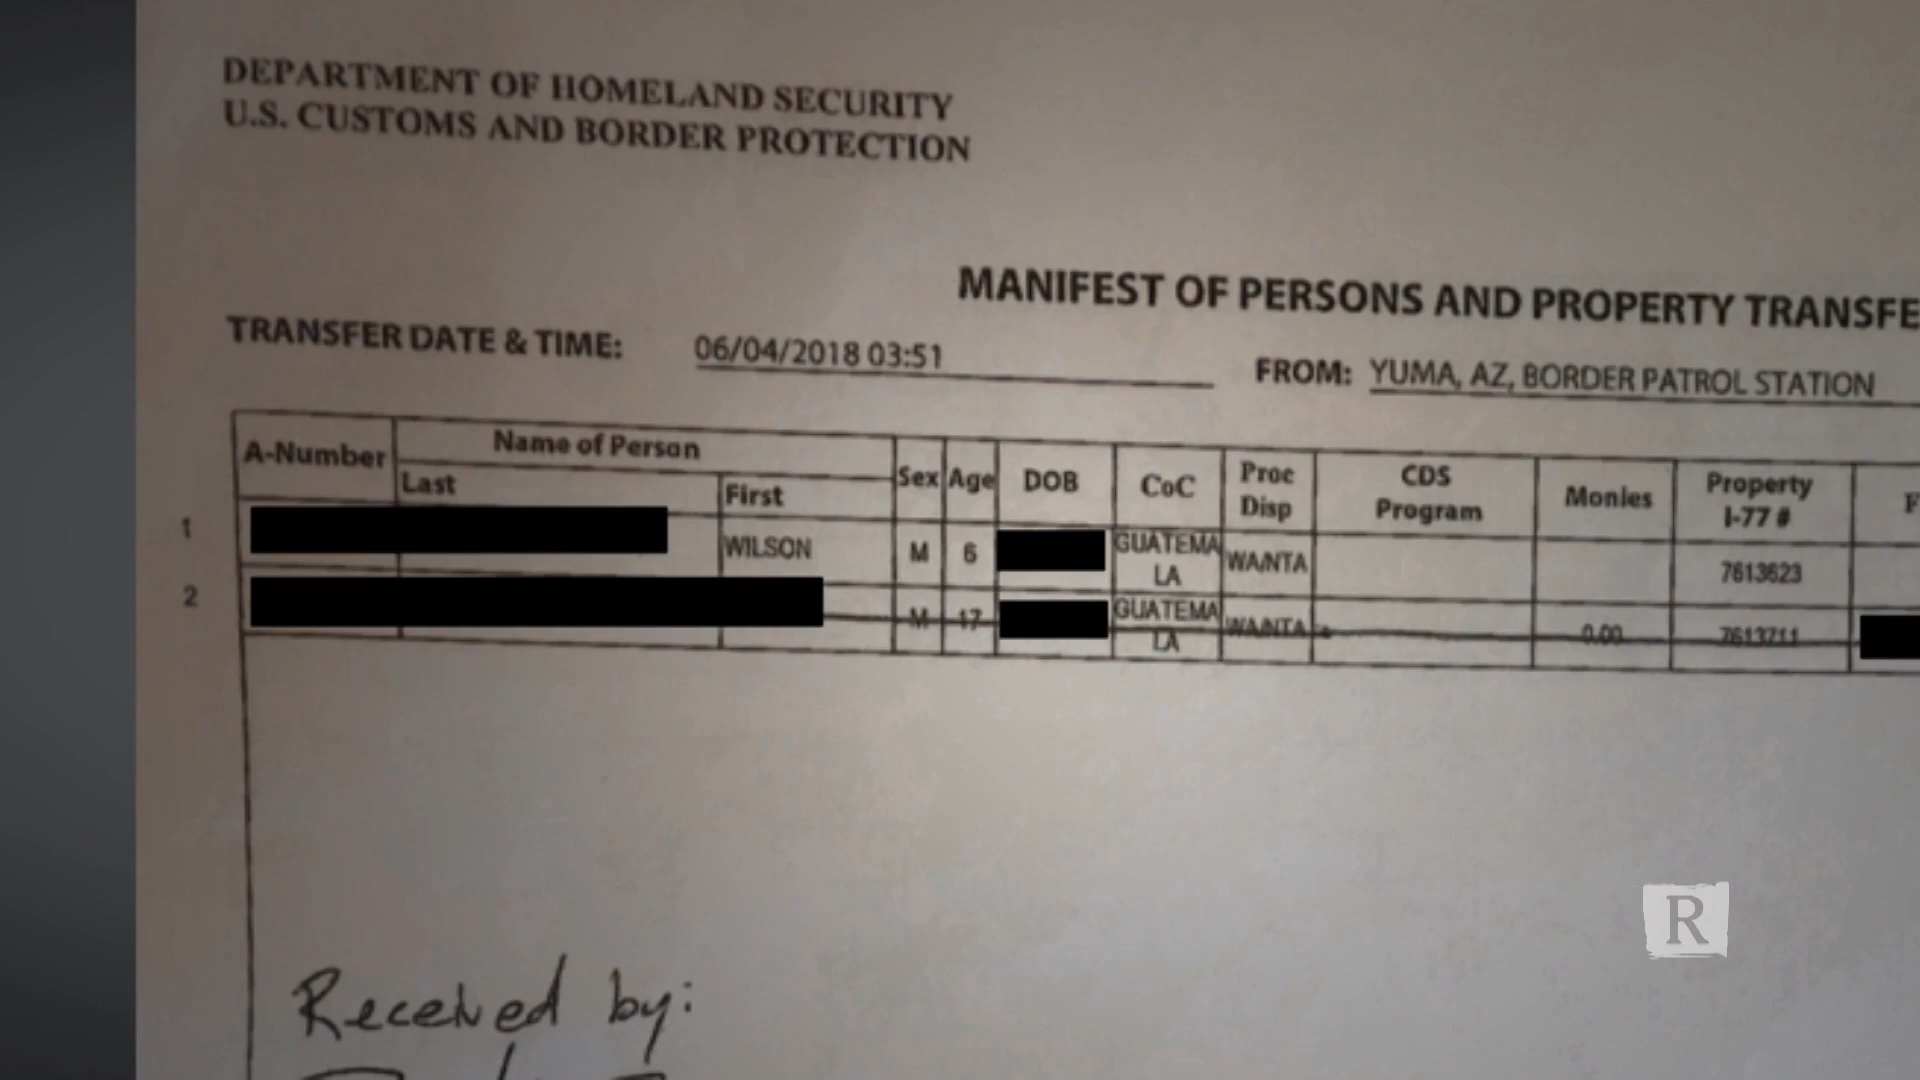 DEPARTMENT OF HOMELAND SECURITY
U.S. CUSTOMS AND BORDER PROTECTION
MANIFEST OF PERSONS AND PROPERTY TRANSFE
TRANSFER DATE & TIME: 06/04/2018 03:51 FROM: YUMA, AZ, BORDER PATROL STATION
A-Number Name of Person Sex Age DOB CoC Proc Disp CDS Program Monies Property I-77 # F
Last First
1 WILSON M 6 GUATEMA LA WA/NTA 7613623
2 M 17 GUATEMA LA WA/NTA 0.00 7613711
Received by:
R